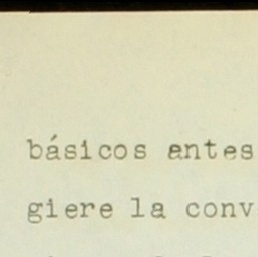 básicos antes
giere la conv